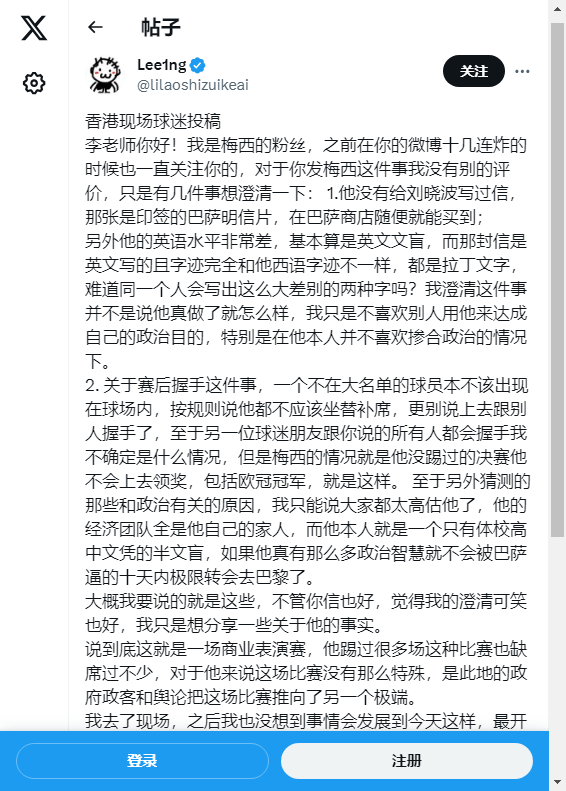 帖子
Lee1ng
@lilaoshizuikeai
关注
香港现场球迷投稿
李老师你好！我是梅西的粉丝，之前在你的微博十几连炸的
时候也一直关注你的，对于你发梅西这件事我没有别的评
价，只是有几件事想澄清一下： 1.他没有给刘晓波写过信，
那张是印签的巴萨明信片，在巴萨商店随便就能买到；
另外他的英语水平非常差，基本算是英文文盲，而那封信是
英文写的且字迹完全和他西语字迹不一样，都是拉丁文字，
难道同一个人会写出这么大差别的两种字吗？我澄清这件事
并不是说他真做了就怎么样，我只是不喜欢别人用他来达成
自己的政治目的，特别是在他本人并不喜欢掺合政治的情况
下。
2. 关于赛后握手这件事，一个不在大名单的球员本不该出现
在球场内，按规则说他都不应该坐替补席，更别说上去跟别
人握手了，至于另一位球迷朋友跟你说的所有人都会握手我
不确定是什么情况，但是梅西的情况就是他没踢过的决赛他
不会上去领奖，包括欧冠冠军，就是这样。 至于另外猜测的
那些和政治有关的原因，我只能说大家都太高估他了，他的
经济团队全是他自己的家人，而他本人就是一个只有体校高
中文凭的半文盲，如果他真有那么多政治智慧就不会被巴萨
逼的十天内极限转会去巴黎了。
大概我要说的就是这些，不管你信也好，觉得我的澄清可笑
也好，我只是想分享一些关于他的事实。
说到底这就是一场商业表演赛，他踢过很多场这种比赛也缺
席过不少，对于他来说这场比赛没有那么特殊，是此地的政
府政客和舆论把这场比赛推向了另一个极端。
我去了现场，之后我也没想到事情会发展到今天这样，最开
登录
注册